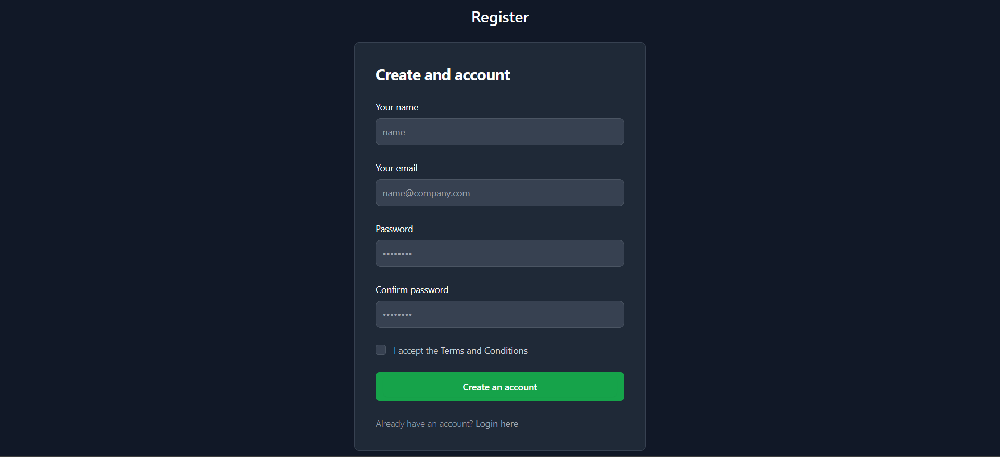 Register
Create and account
Your name
name
Your email
name@company.com
Password
••••••••
Confirm password
••••••••
I accept the Terms and Conditions
Create an account
Already have an account? Login here